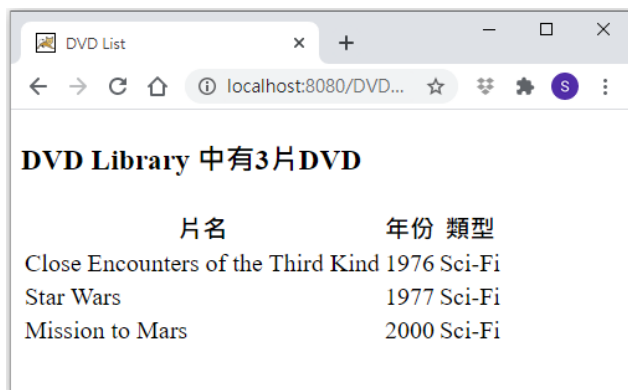 DVD List
localhost:8080/DVD...
S
DVD Library 中有3片DVD
片名 年份 類型
Close Encounters of the Third Kind 1976 Sci-Fi
Star Wars 1977 Sci-Fi
Mission to Mars 2000 Sci-Fi